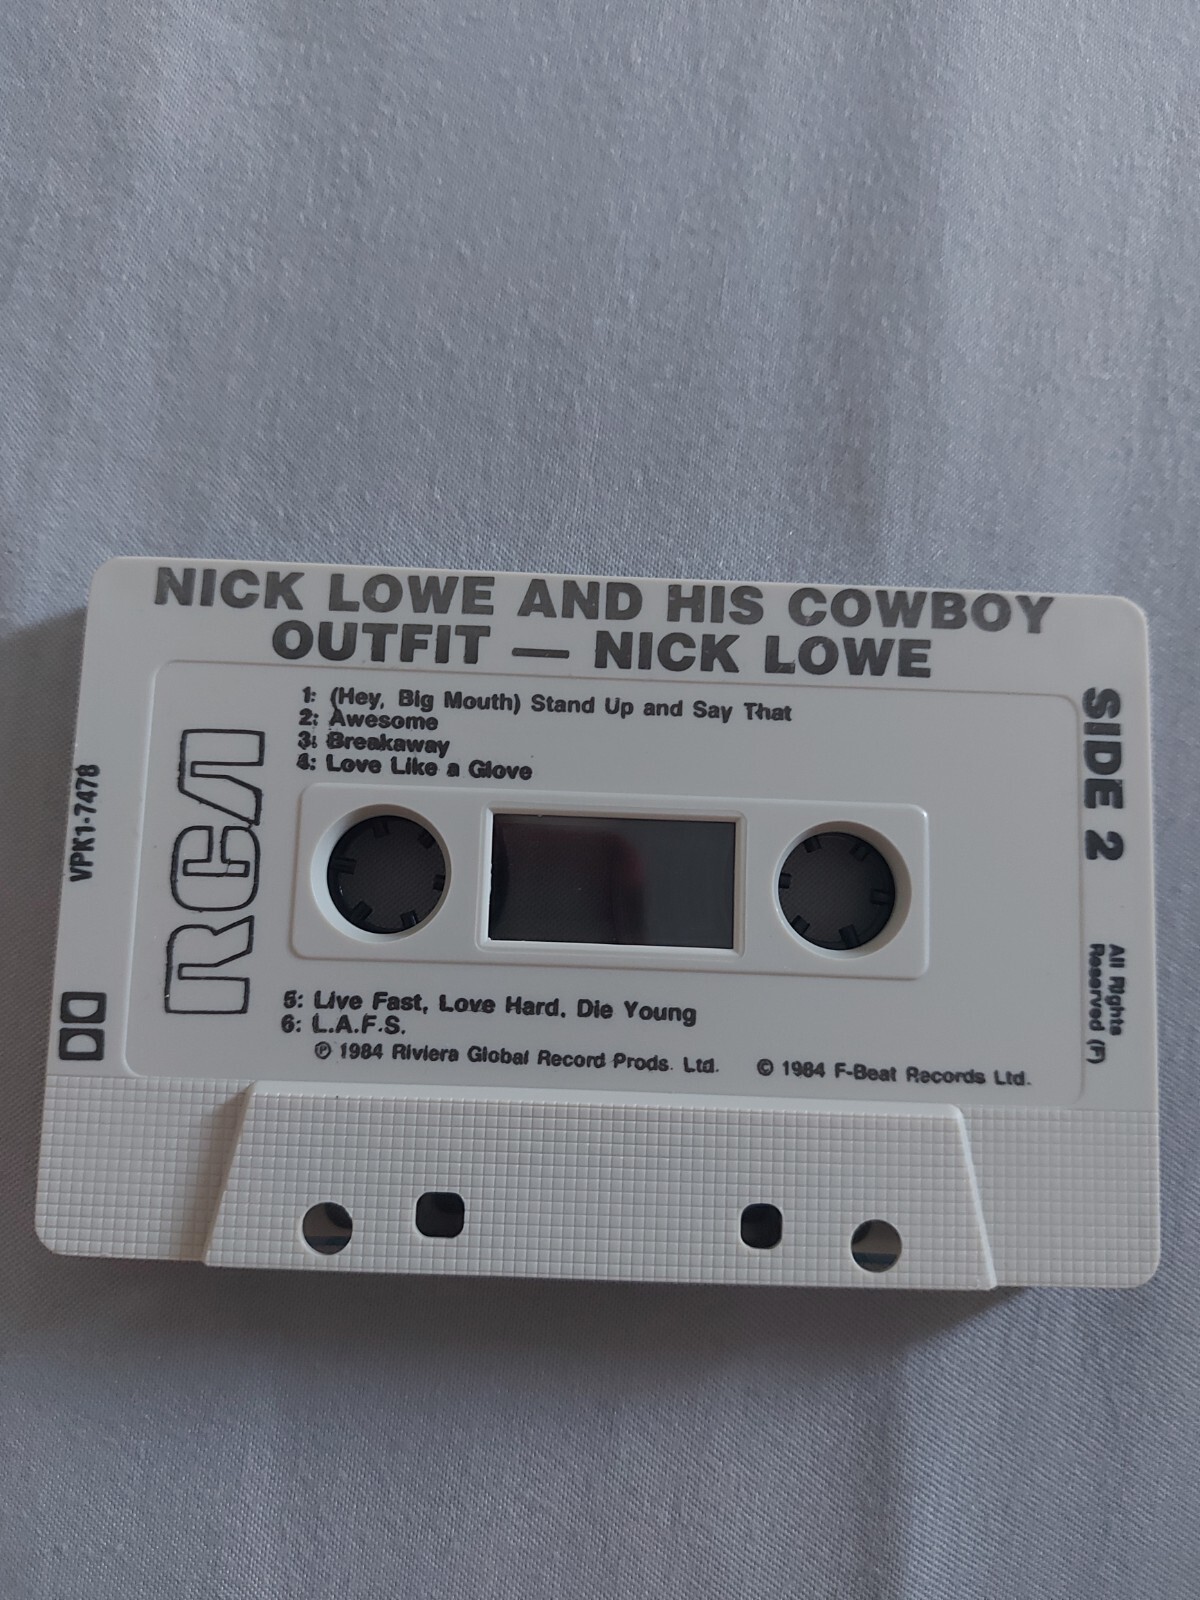 NICK LOWE AND HIS COWBOY
OUTFIT — NICK LOWE
1: (Hey, Big Mouth) Stand Up and Say That
2: Awesome
3: Breakaway
4: Love Like a Glove
RCA
VPK1-7478
SIDE 2
All Rights
Reserved (F)
5: Live Fast, Love Hard, Die Young
6: L.A.F.S.
℗ 1984 Riviera Global Record Prods. Ltd. © 1984 F-Beat Records Ltd.